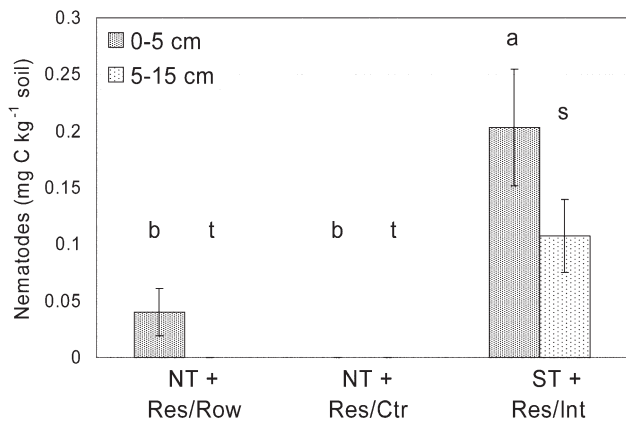 0.3
0.25
0.2
0.15
0.1
0.05
0
Nematodes (mg C kg⁻¹ soil)
0-5 cm
5-15 cm
a
s
b t b t
NT + NT + ST +
Res/Row Res/Ctr Res/Int